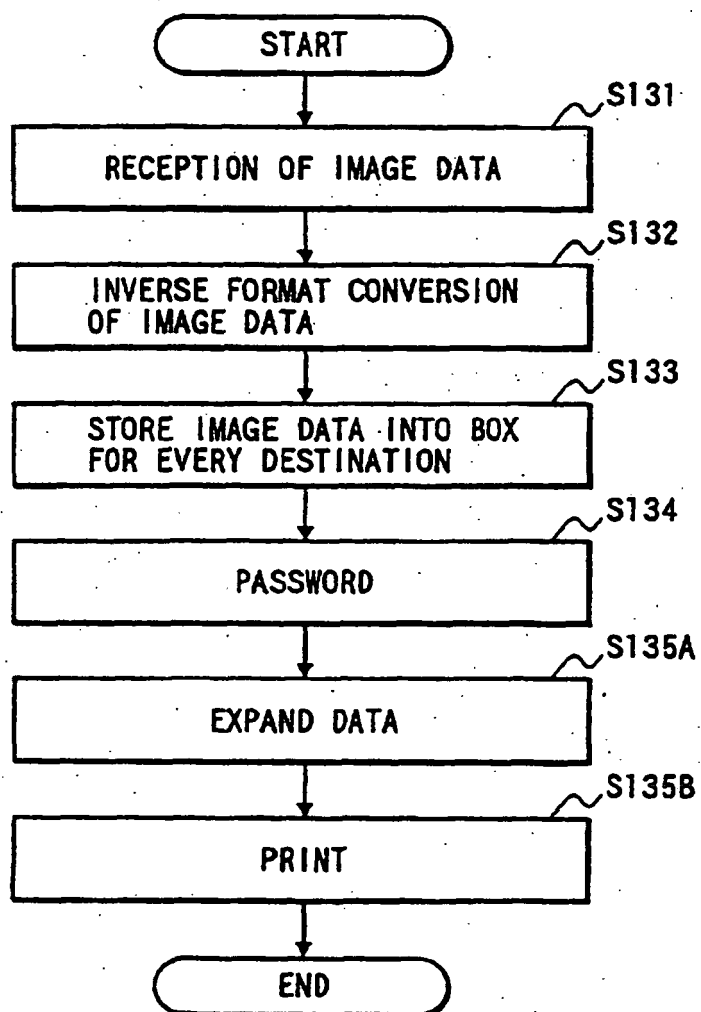 START
S131
RECEPTION OF IMAGE DATA
S132
INVERSE FORMAT CONVERSION
OF IMAGE DATA
S133
STORE IMAGE DATA INTO BOX
FOR EVERY DESTINATION
S134
PASSWORD
S135A
EXPAND DATA
S135B
PRINT
END